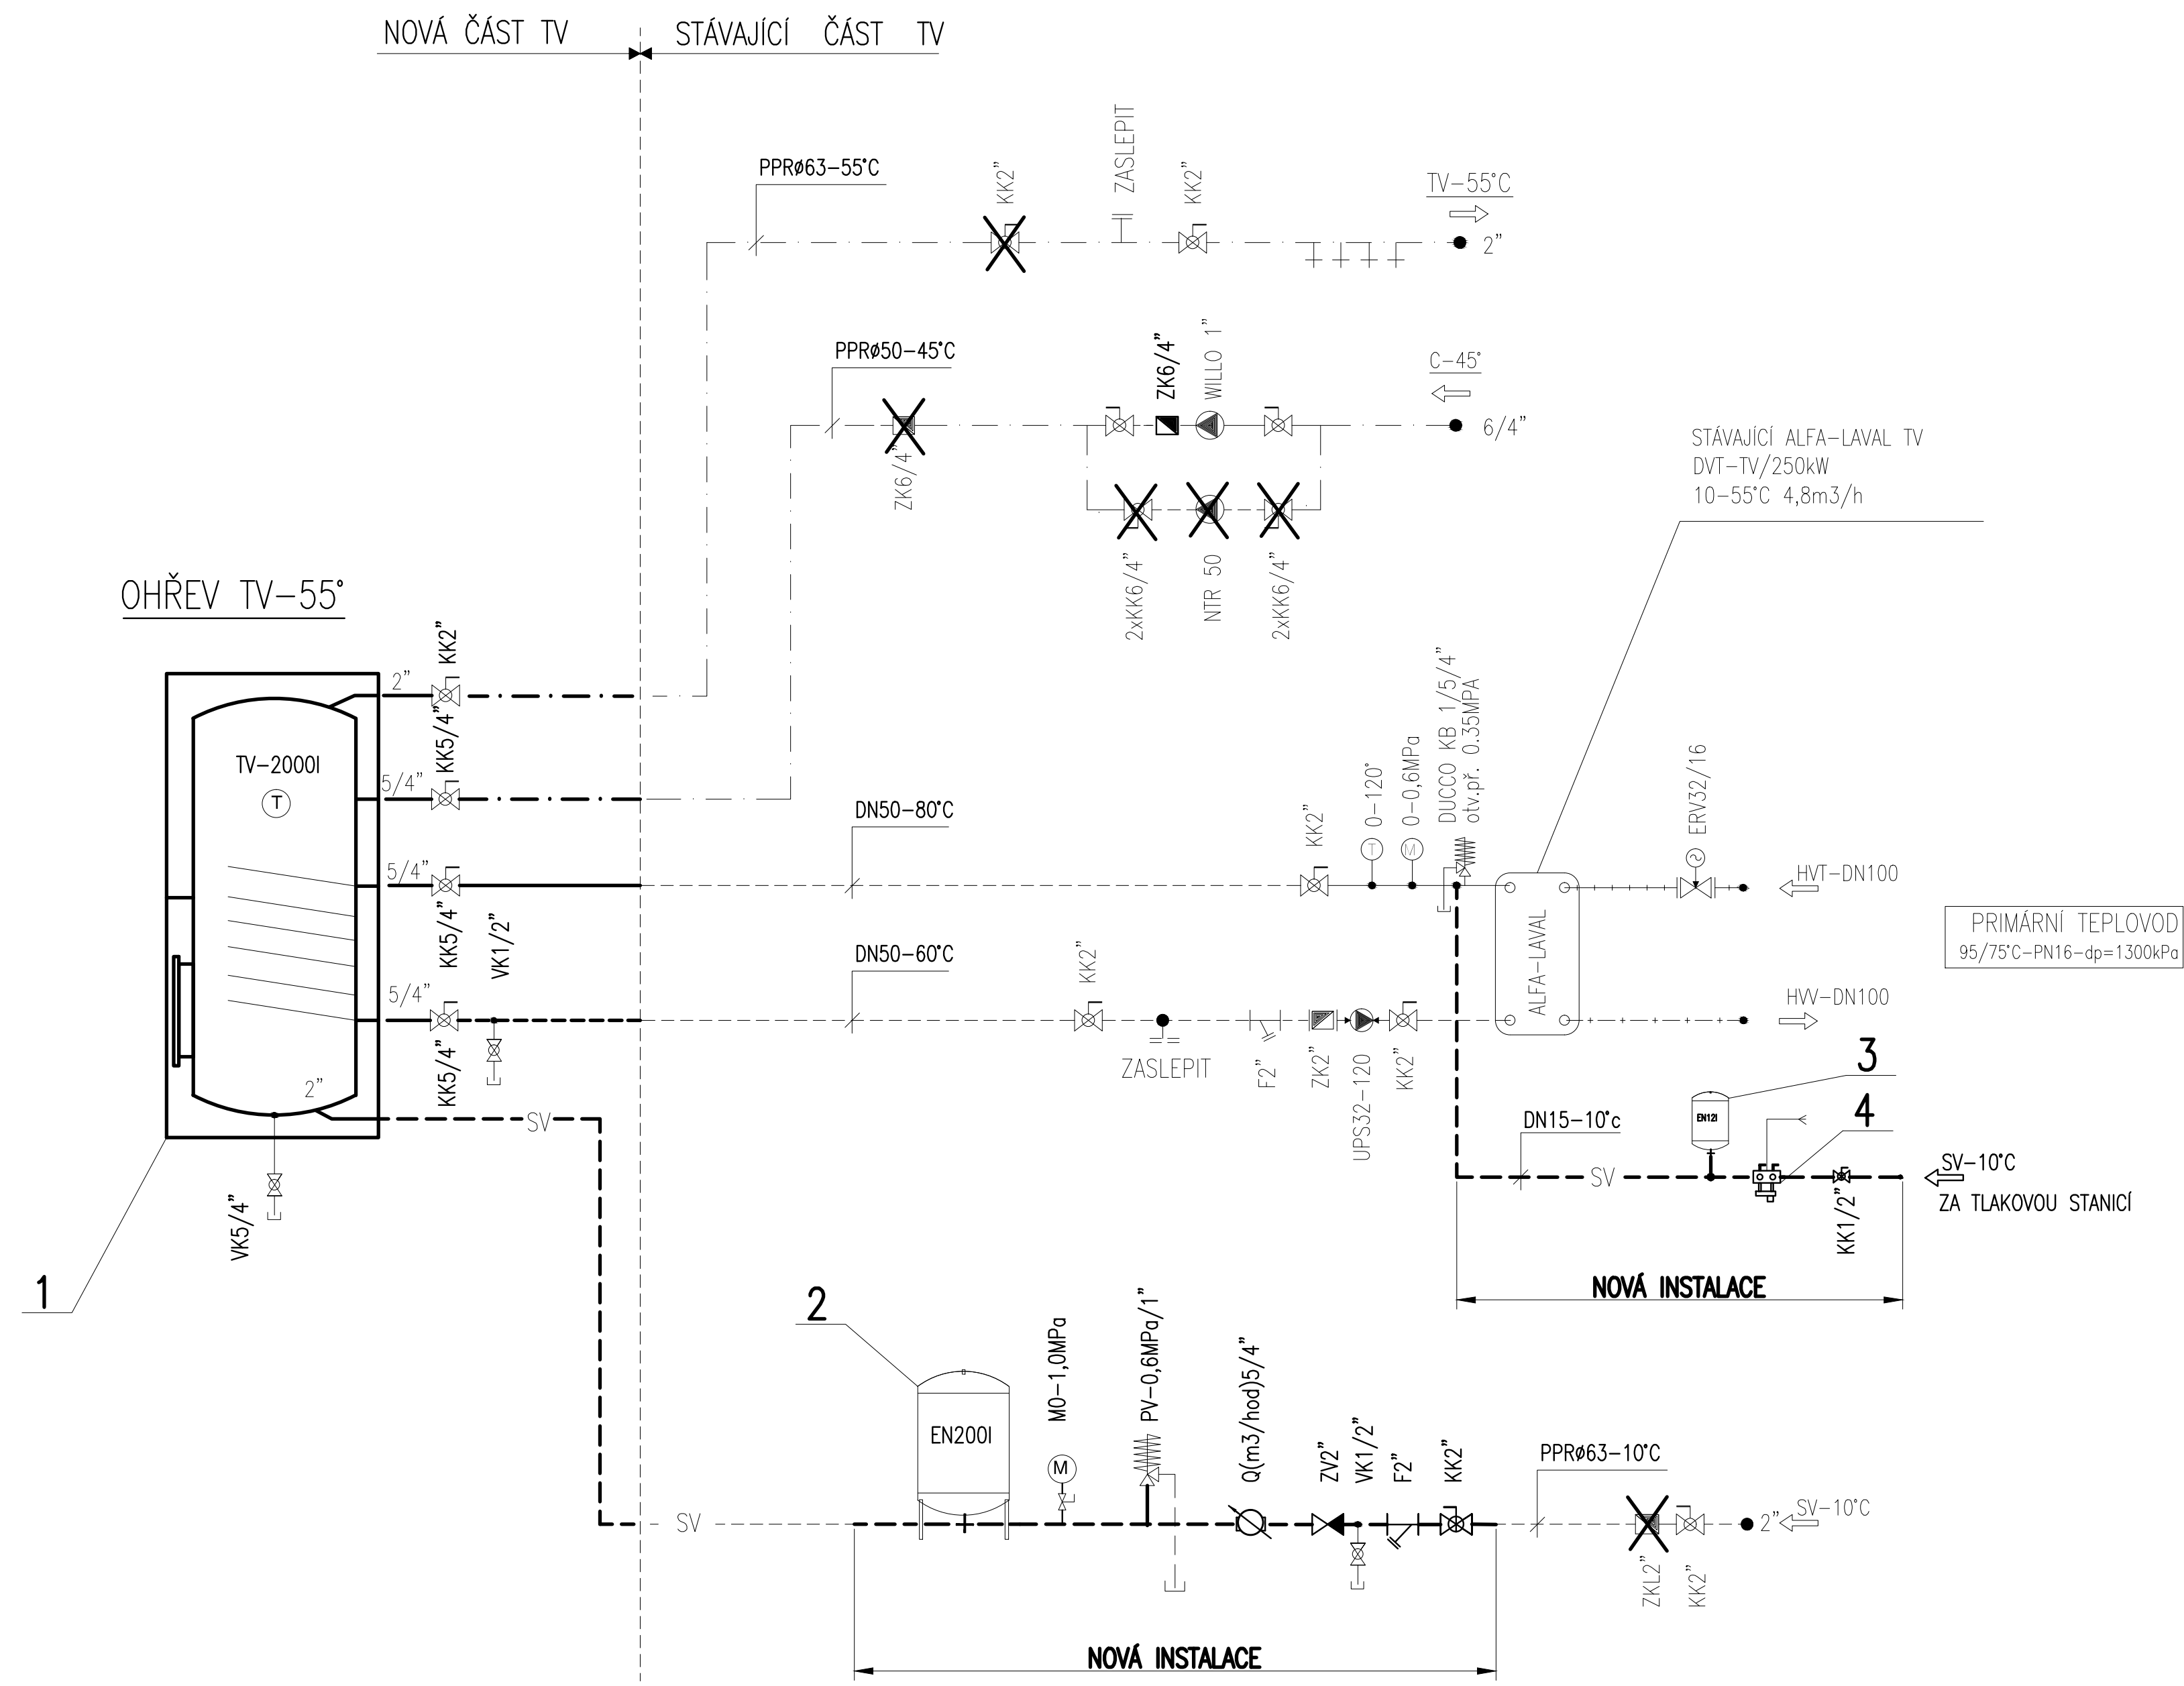 NOVÁ ČÁST TV
STÁVAJÍCÍ ČÁST TV
PPRø63-55°C
KK2"
ZASLEPIT
KK2"
TV-55°C
2"
PPRø50-45°C
ZK6/4"
ZK6/4"
WILLO 1"
C-45°
6/4"
2xKK6/4"
NTR 50
2xKK6/4"
STÁVAJÍCÍ ALFA-LAVAL TV
DVT-TV/250kW
10-55°C 4,8m3/h
OHŘEV TV-55°
2"
KK2"
TV-2000l
T
5/4"
KK5/4"
5/4"
KK5/4"
VK1/2"
5/4"
KK5/4"
2"
SV
VK5/4"
1
DN50-80°C
KK2"
T
0-120°
M
0-0,6MPa
DUCCO KB 1/5/4"
otv.př. 0.35MPA
ALFA-LAVAL
ERV32/16
HVT-DN100
PRIMÁRNÍ TEPLOVOD
95/75°C-PN16-dp=1300kPa
HVV-DN100
DN50-60°C
KK2"
ZASLEPIT
F2"
ZK2"
UPS32-120
KK2"
3
4
EN12l
DN15-10°c
SV
KK1/2"
SV-10°C
ZA TLAKOVOU STANICÍ
NOVÁ INSTALACE
2
EN200l
MO-1,0MPa
M
PV-0,6MPa/1"
Q(m3/hod)5/4"
ZV2"
VK1/2"
F2"
KK2"
PPRø63-10°C
SV
ZKL2"
KK2"
2"
SV-10°C
NOVÁ INSTALACE